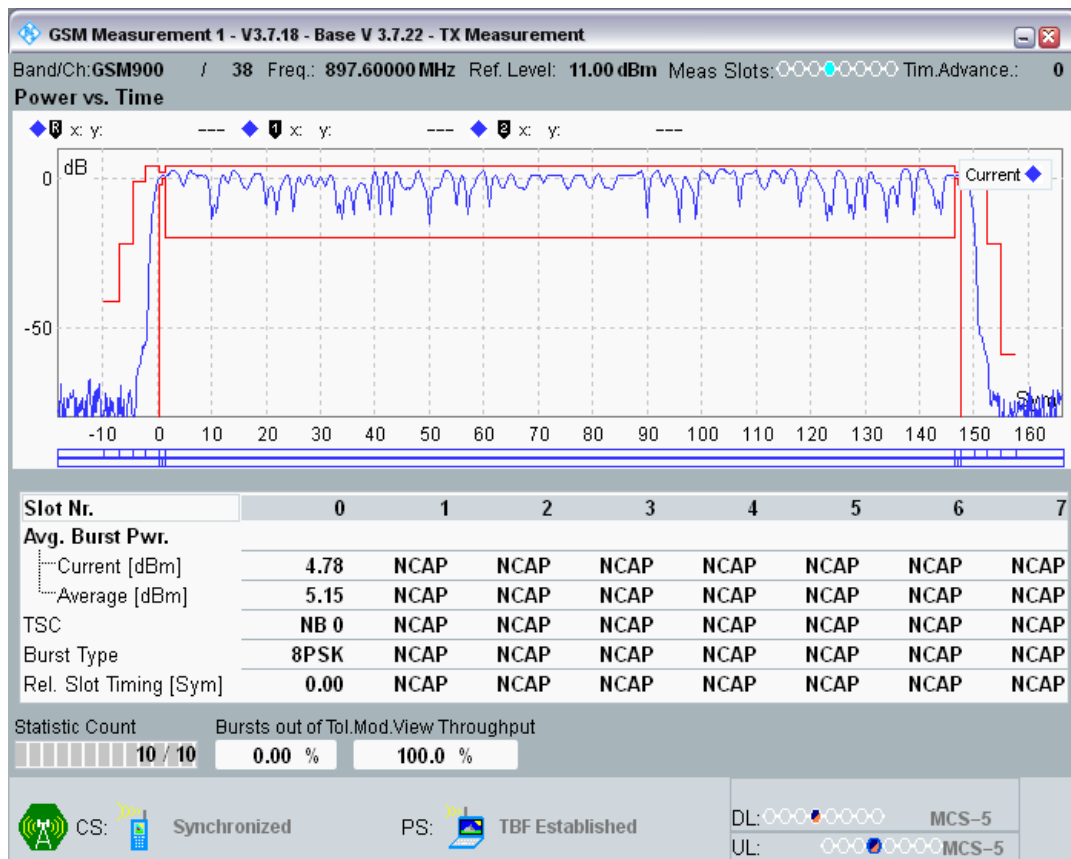 GSM Measurement 1 - V3.7.18 - Base V 3.7.22 - TX Measurement
Band/Ch:GSM900 / 38 Freq.: 897.60000 MHz Ref. Level: 11.00 dBm Meas Slots: Tim.Advance.: 0
Power vs. Time
R x: y: --- 1 x: y: --- 2 x: y: ---
dB
Current
0
-50
Sym
-10 0 10 20 30 40 50 60 70 80 90 100 110 120 130 140 150 160
Slot Nr. 0 1 2 3 4 5 6 7
Avg. Burst Pwr.
Current [dBm] 4.78 NCAP NCAP NCAP NCAP NCAP NCAP NCAP
Average [dBm] 5.15 NCAP NCAP NCAP NCAP NCAP NCAP NCAP
TSC NB 0 NCAP NCAP NCAP NCAP NCAP NCAP NCAP
Burst Type 8PSK NCAP NCAP NCAP NCAP NCAP NCAP NCAP
Rel. Slot Timing [Sym] 0.00 NCAP NCAP NCAP NCAP NCAP NCAP NCAP
Statistic Count Bursts out of Tol.Mod.View Throughput
10 / 10 0.00 % 100.0 %
CS: Synchronized PS: TBF Established DL: MCS-5
UL: MCS-5